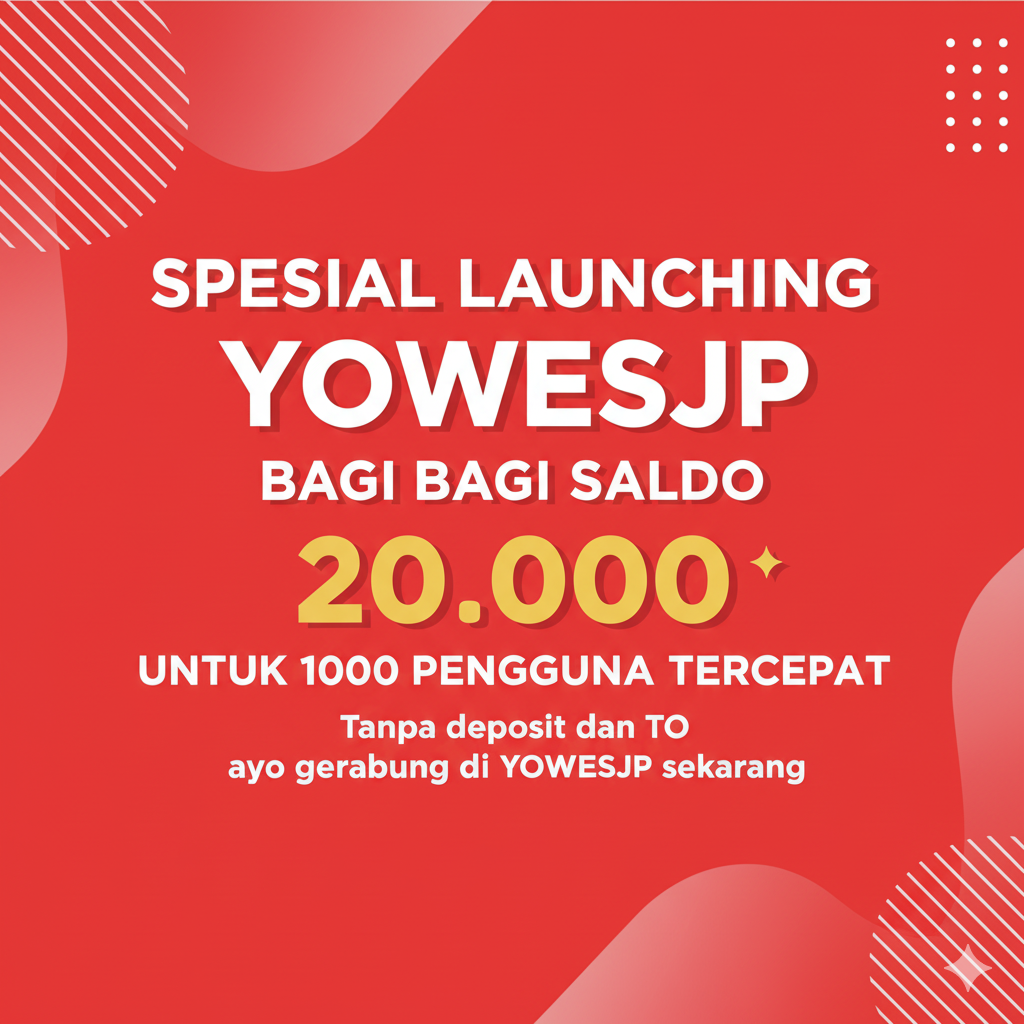 SPESIAL LAUNCHING
YOWESJP
BAGI BAGI SALDO
20.000
UNTUK 1000 PENGGUNA TERCEPAT
Tanpa deposit dan TO
ayo gerabung di YOWESJP sekarang